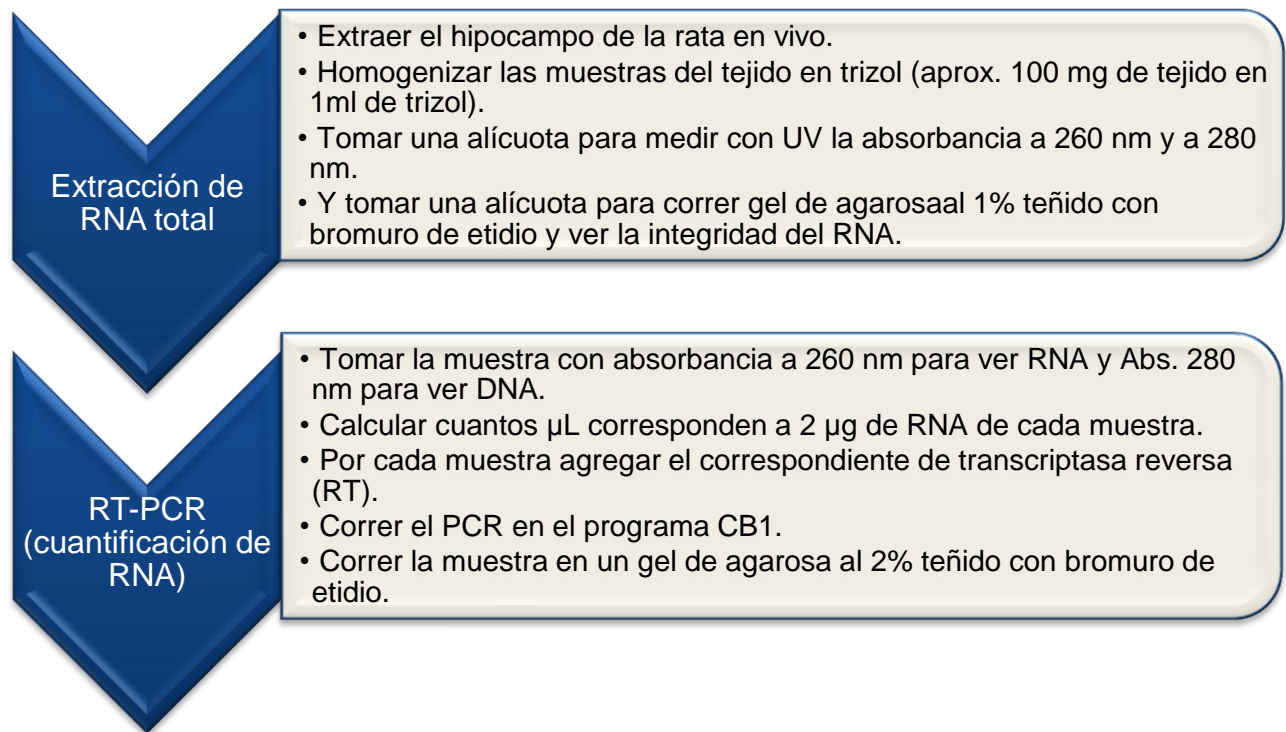 Extracción de
RNA total
• Extraer el hipocampo de la rata en vivo.
• Homogenizar las muestras del tejido en trizol (aprox. 100 mg de tejido en
1ml de trizol).
• Tomar una alícuota para medir con UV la absorbancia a 260 nm y a 280
nm.
• Y tomar una alícuota para correr gel de agarosaal 1% teñido con
bromuro de etidio y ver la integridad del RNA.
RT-PCR
(cuantificación de
RNA)
• Tomar la muestra con absorbancia a 260 nm para ver RNA y Abs. 280
nm para ver DNA.
• Calcular cuantos µL corresponden a 2 µg de RNA de cada muestra.
• Por cada muestra agregar el correspondiente de transcriptasa reversa
(RT).
• Correr el PCR en el programa CB1.
• Correr la muestra en un gel de agarosa al 2% teñido con bromuro de
etidio.